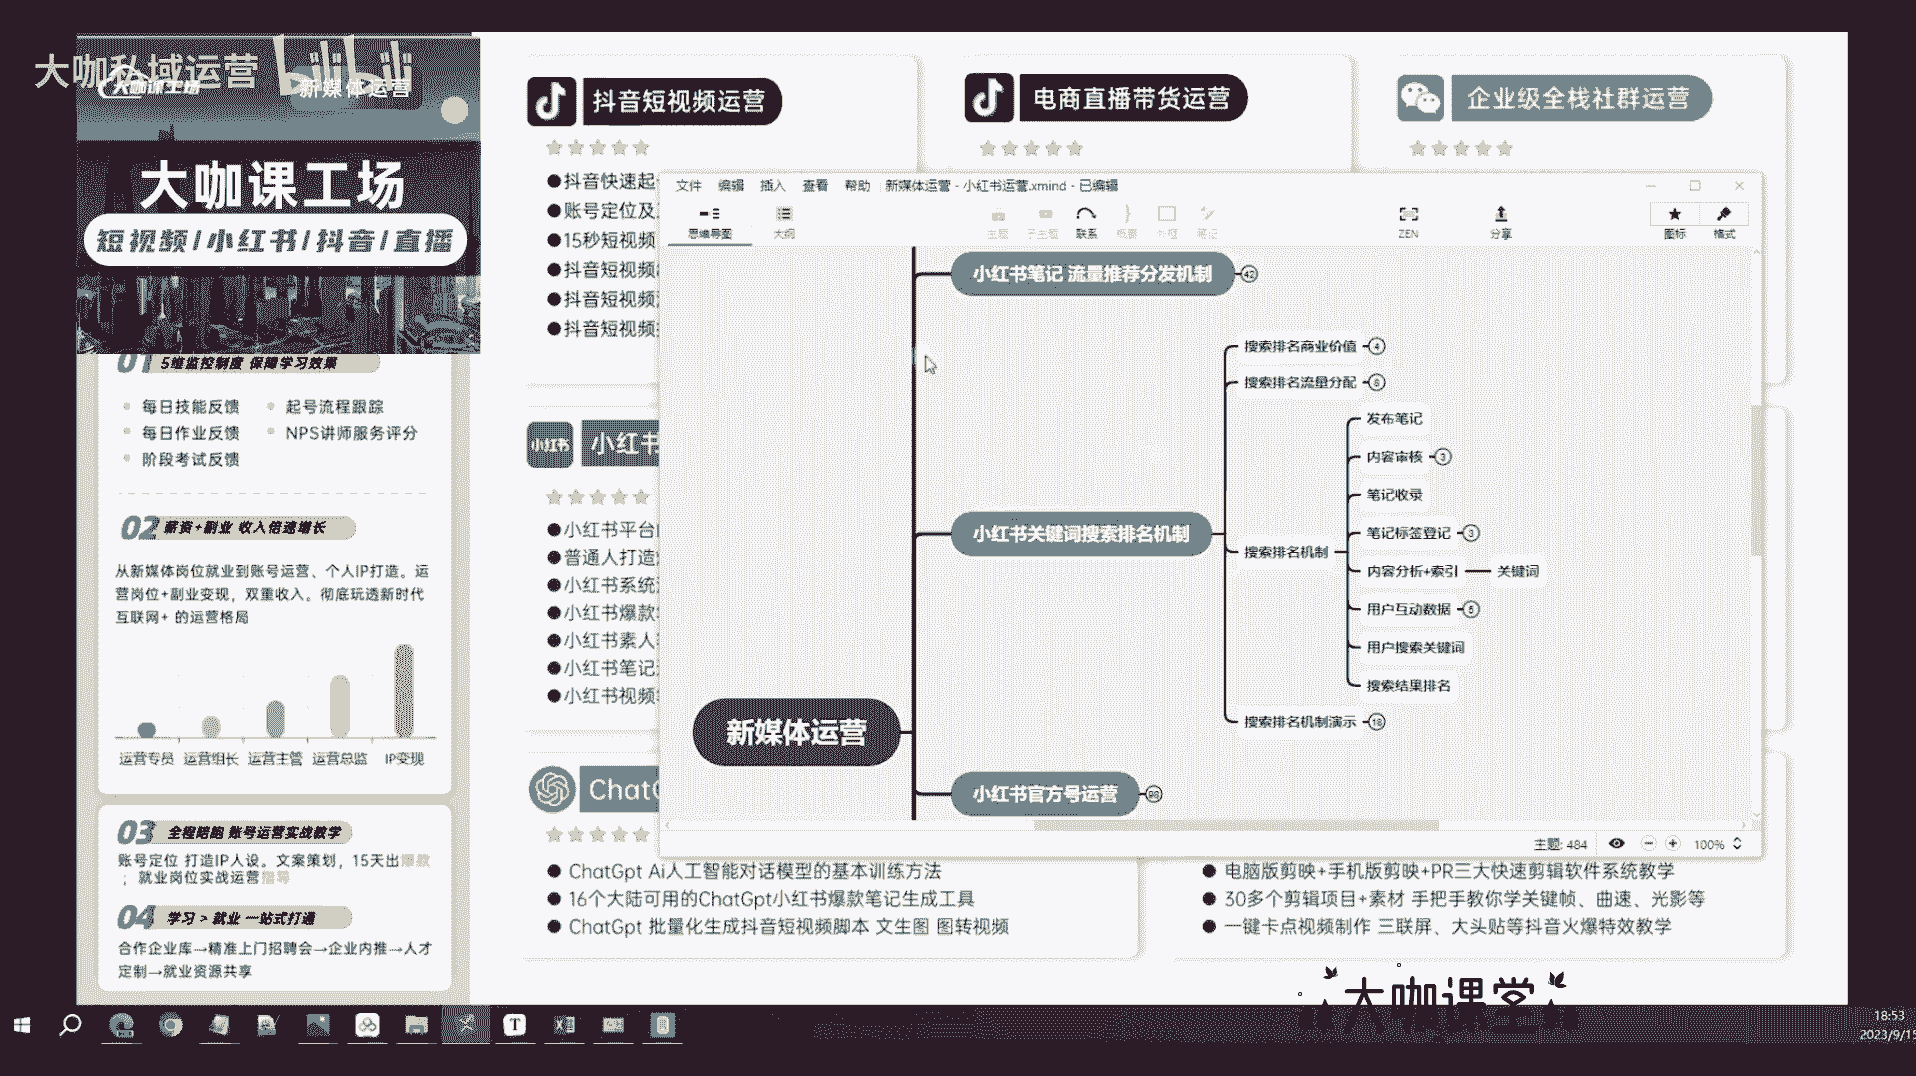 大咖私域运营
大咖课工场
新媒体运营
大咖课工场
短视频/小红书/抖音/直播
01 5维监控制度 保障学习效果
每日技能反馈
起号流程跟踪
每日作业反馈
NPS讲师服务评分
阶段考试反馈
02 薪资+副业 收入倍速增长
从新媒体岗位就业到账号运营、个人IP打造。运
营岗位+副业变现，双重收入。彻底玩透新时代
互联网+ 的运营格局
运营专员 运营组长 运营主管 运营总监 IP变现
03 全程陪跑 账号运营实战教学
账号定位 打造IP人设。文案策划，15天出爆款
；就业岗位实战运营指导
04 学习 > 就业 一站式打通
合作企业库→精准上门招聘会→企业内推→人才
定制→就业资源共享
抖音短视频运营
●抖音快速起
●账号定位及
●15秒短视频
●抖音短视频
●抖音短视频
●抖音短视频
电商直播带货运营
企业级全栈社群运营
小红书
小红书
●小红书平台
●普通人打造
●小红书系统
●小红书爆款
●小红书素人
●小红书笔记
●小红书视频
文件 编辑 插入 查看 帮助 新媒体运营 - 小红书运营.xmind - 已编辑
思维导图 大纲 主题 子主题 联系 概要 外框 笔记 ZEN 分享 图标 格式
小红书笔记 流量推荐分发机制 42
搜索排名商业价值 4
搜索排名流量分配 6
发布笔记
内容审核 3
笔记收录
笔记标签登记 3
小红书关键词搜索排名机制
搜索排名机制
内容分析+索引
关键词
用户互动数据 5
用户搜索关键词
搜索结果排名
搜索排名机制演示 18
新媒体运营
小红书官方号运营
主题: 484
100%
ChatG
● ChatGpt Ai人工智能对话模型的基本训练方法
● 16个大陆可用的ChatGpt小红书爆款笔记生成工具
● ChatGpt 批量化生成抖音短视频脚本 文生图 图转视频
● 电脑版剪映+手机版剪映+PR三大快速剪辑软件系统教学
● 30多个剪辑项目+素材 手把手教你学关键帧、曲速、光影等
● 一键卡点视频制作 三联屏、大头贴等抖音火爆特效教学
大咖课堂
18:53
2023/9/15